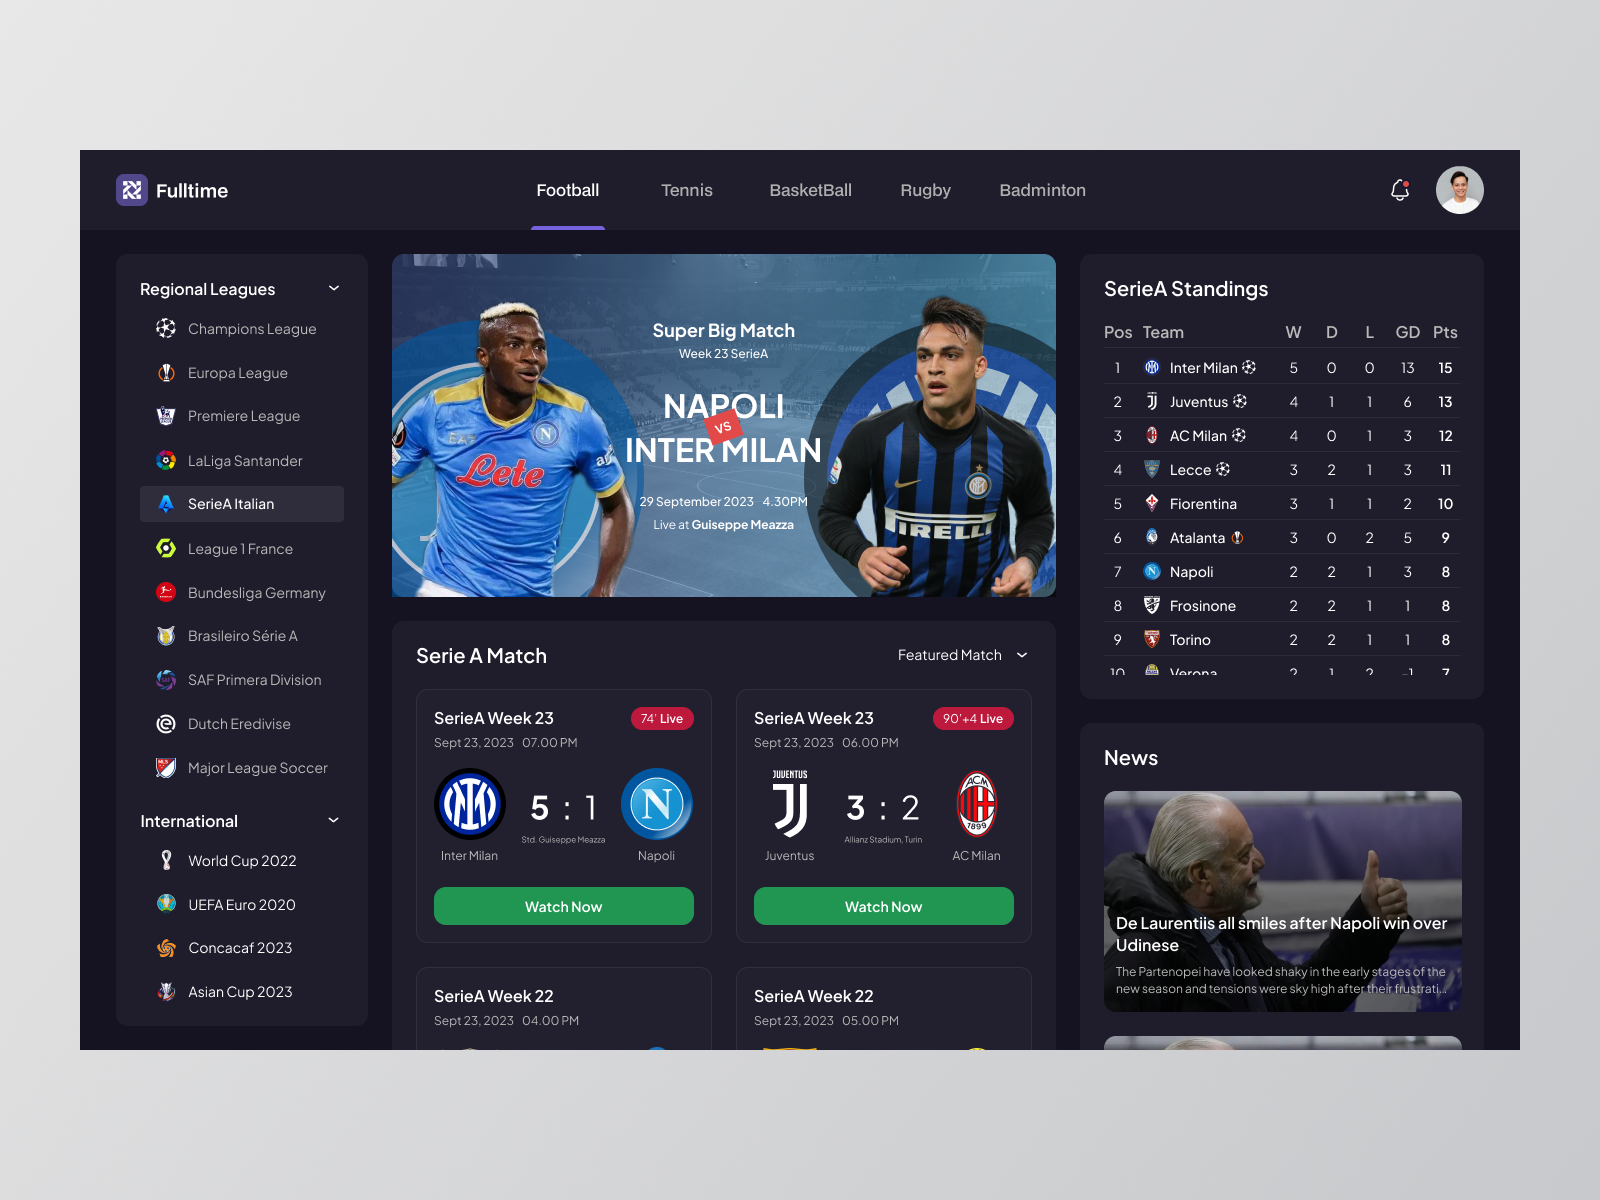 Fulltime
Football
Tennis
BasketBall
Rugby
Badminton
Regional Leagues
Champions League
Europa League
Premiere League
LaLiga Santander
SerieA Italian
League 1 France
Bundesliga Germany
Brasileiro Série A
SAF Primera Division
Dutch Eredivise
Major League Soccer
International
World Cup 2022
UEFA Euro 2020
Concacaf 2023
Asian Cup 2023
Super Big Match
Week 23 SerieA
NAPOLI
VS
INTER MILAN
29 September 2023 4.30PM
Live at Guiseppe Meazza
EA7
Lete
N
IRELLI
Serie A Match
Featured Match
SerieA Week 23
74' Live
Sept 23, 2023 07.00 PM
5 : 1
N
Std. Guiseppe Meazza
Inter Milan
Napoli
Watch Now
SerieA Week 23
90'+4 Live
Sept 23, 2023 06.00 PM
JUVENTUS
3 : 2
ACM
1899
Allianz Stadium, Turin
Juventus
AC Milan
Watch Now
SerieA Week 22
Sept 23, 2023 04.00 PM
SerieA Week 22
Sept 23, 2023 05.00 PM
SerieA Standings
Pos Team W D L GD Pts
1 Inter Milan 5 0 0 13 15
2 Juventus 4 1 1 6 13
3 AC Milan 4 0 1 3 12
4 Lecce 3 2 1 3 11
5 Fiorentina 3 1 1 2 10
6 Atalanta 3 0 2 5 9
7 Napoli 2 2 1 3 8
8 Frosinone 2 2 1 1 8
9 Torino 2 2 1 1 8
10 Verona 2 1 2 -1 7
News
De Laurentiis all smiles after Napoli win over
Udinese
The Partenopei have looked shaky in the early stages of the
new season and tensions were sky high after their frustrati...